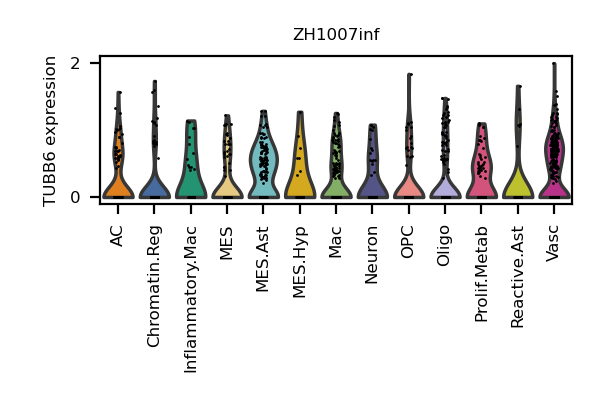 ZH1007inf
TUBB6 expression
2
0
AC
Chromatin.Reg
Inflammatory.Mac
MES
MES.Ast
MES.Hyp
Mac
Neuron
OPC
Oligo
Prolif.Metab
Reactive.Ast
Vasc